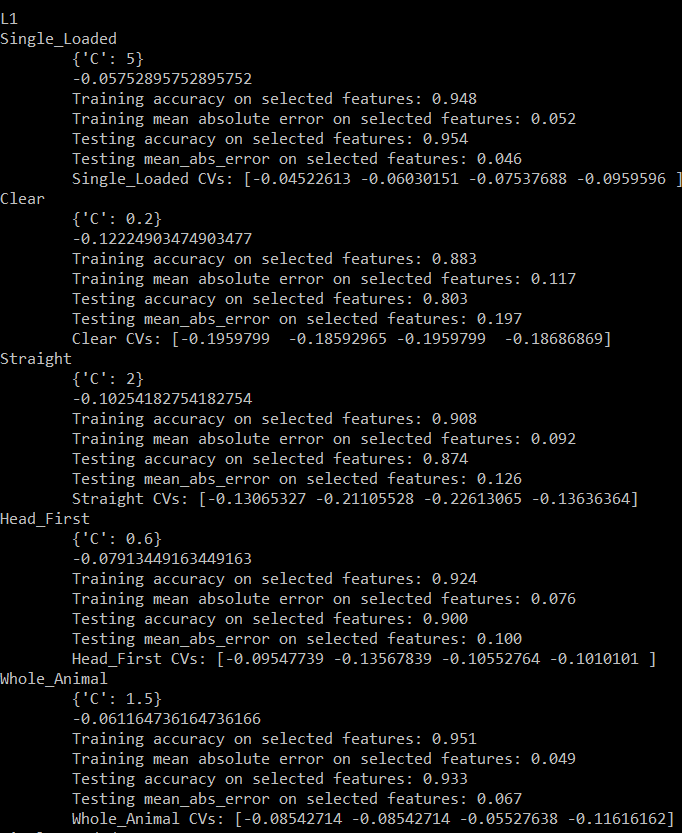 L1
Single_Loaded
{'C': 5}
-0.05752895752895752
Training accuracy on selected features: 0.948
Training mean absolute error on selected features: 0.052
Testing accuracy on selected features: 0.954
Testing mean_abs_error on selected features: 0.046
Single_Loaded CVs: [-0.04522613 -0.06030151 -0.07537688 -0.0959596 ]
Clear
{'C': 0.2}
-0.12224903474903477
Training accuracy on selected features: 0.883
Training mean absolute error on selected features: 0.117
Testing accuracy on selected features: 0.803
Testing mean_abs_error on selected features: 0.197
Clear CVs: [-0.1959799  -0.18592965 -0.1959799  -0.18686869]
Straight
{'C': 2}
-0.10254182754182754
Training accuracy on selected features: 0.908
Training mean absolute error on selected features: 0.092
Testing accuracy on selected features: 0.874
Testing mean_abs_error on selected features: 0.126
Straight CVs: [-0.13065327 -0.21105528 -0.22613065 -0.13636364]
Head_First
{'C': 0.6}
-0.07913449163449163
Training accuracy on selected features: 0.924
Training mean absolute error on selected features: 0.076
Testing accuracy on selected features: 0.900
Testing mean_abs_error on selected features: 0.100
Head_First CVs: [-0.09547739 -0.13567839 -0.10552764 -0.1010101 ]
Whole_Animal
{'C': 1.5}
-0.061164736164736166
Training accuracy on selected features: 0.951
Training mean absolute error on selected features: 0.049
Testing accuracy on selected features: 0.933
Testing mean_abs_error on selected features: 0.067
Whole_Animal CVs: [-0.08542714 -0.08542714 -0.05527638 -0.11616162]